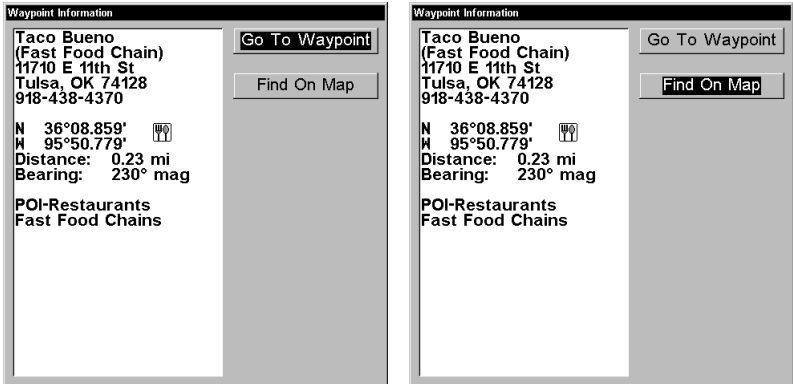 Waypoint Information
Taco Bueno
(Fast Food Chain)
11710 E 11th St
Tulsa, OK 74128
918-438-4370
N 36°08.859'
W 95°50.779'
Distance: 0.23 mi
Bearing: 230° mag
POI-Restaurants
Fast Food Chains
Go To Waypoint
Find On Map
Waypoint Information
Taco Bueno
(Fast Food Chain)
11710 E 11th St
Tulsa, OK 74128
918-438-4370
N 36°08.859'
W 95°50.779'
Distance: 0.23 mi
Bearing: 230° mag
POI-Restaurants
Fast Food Chains
Go To Waypoint
Find On Map